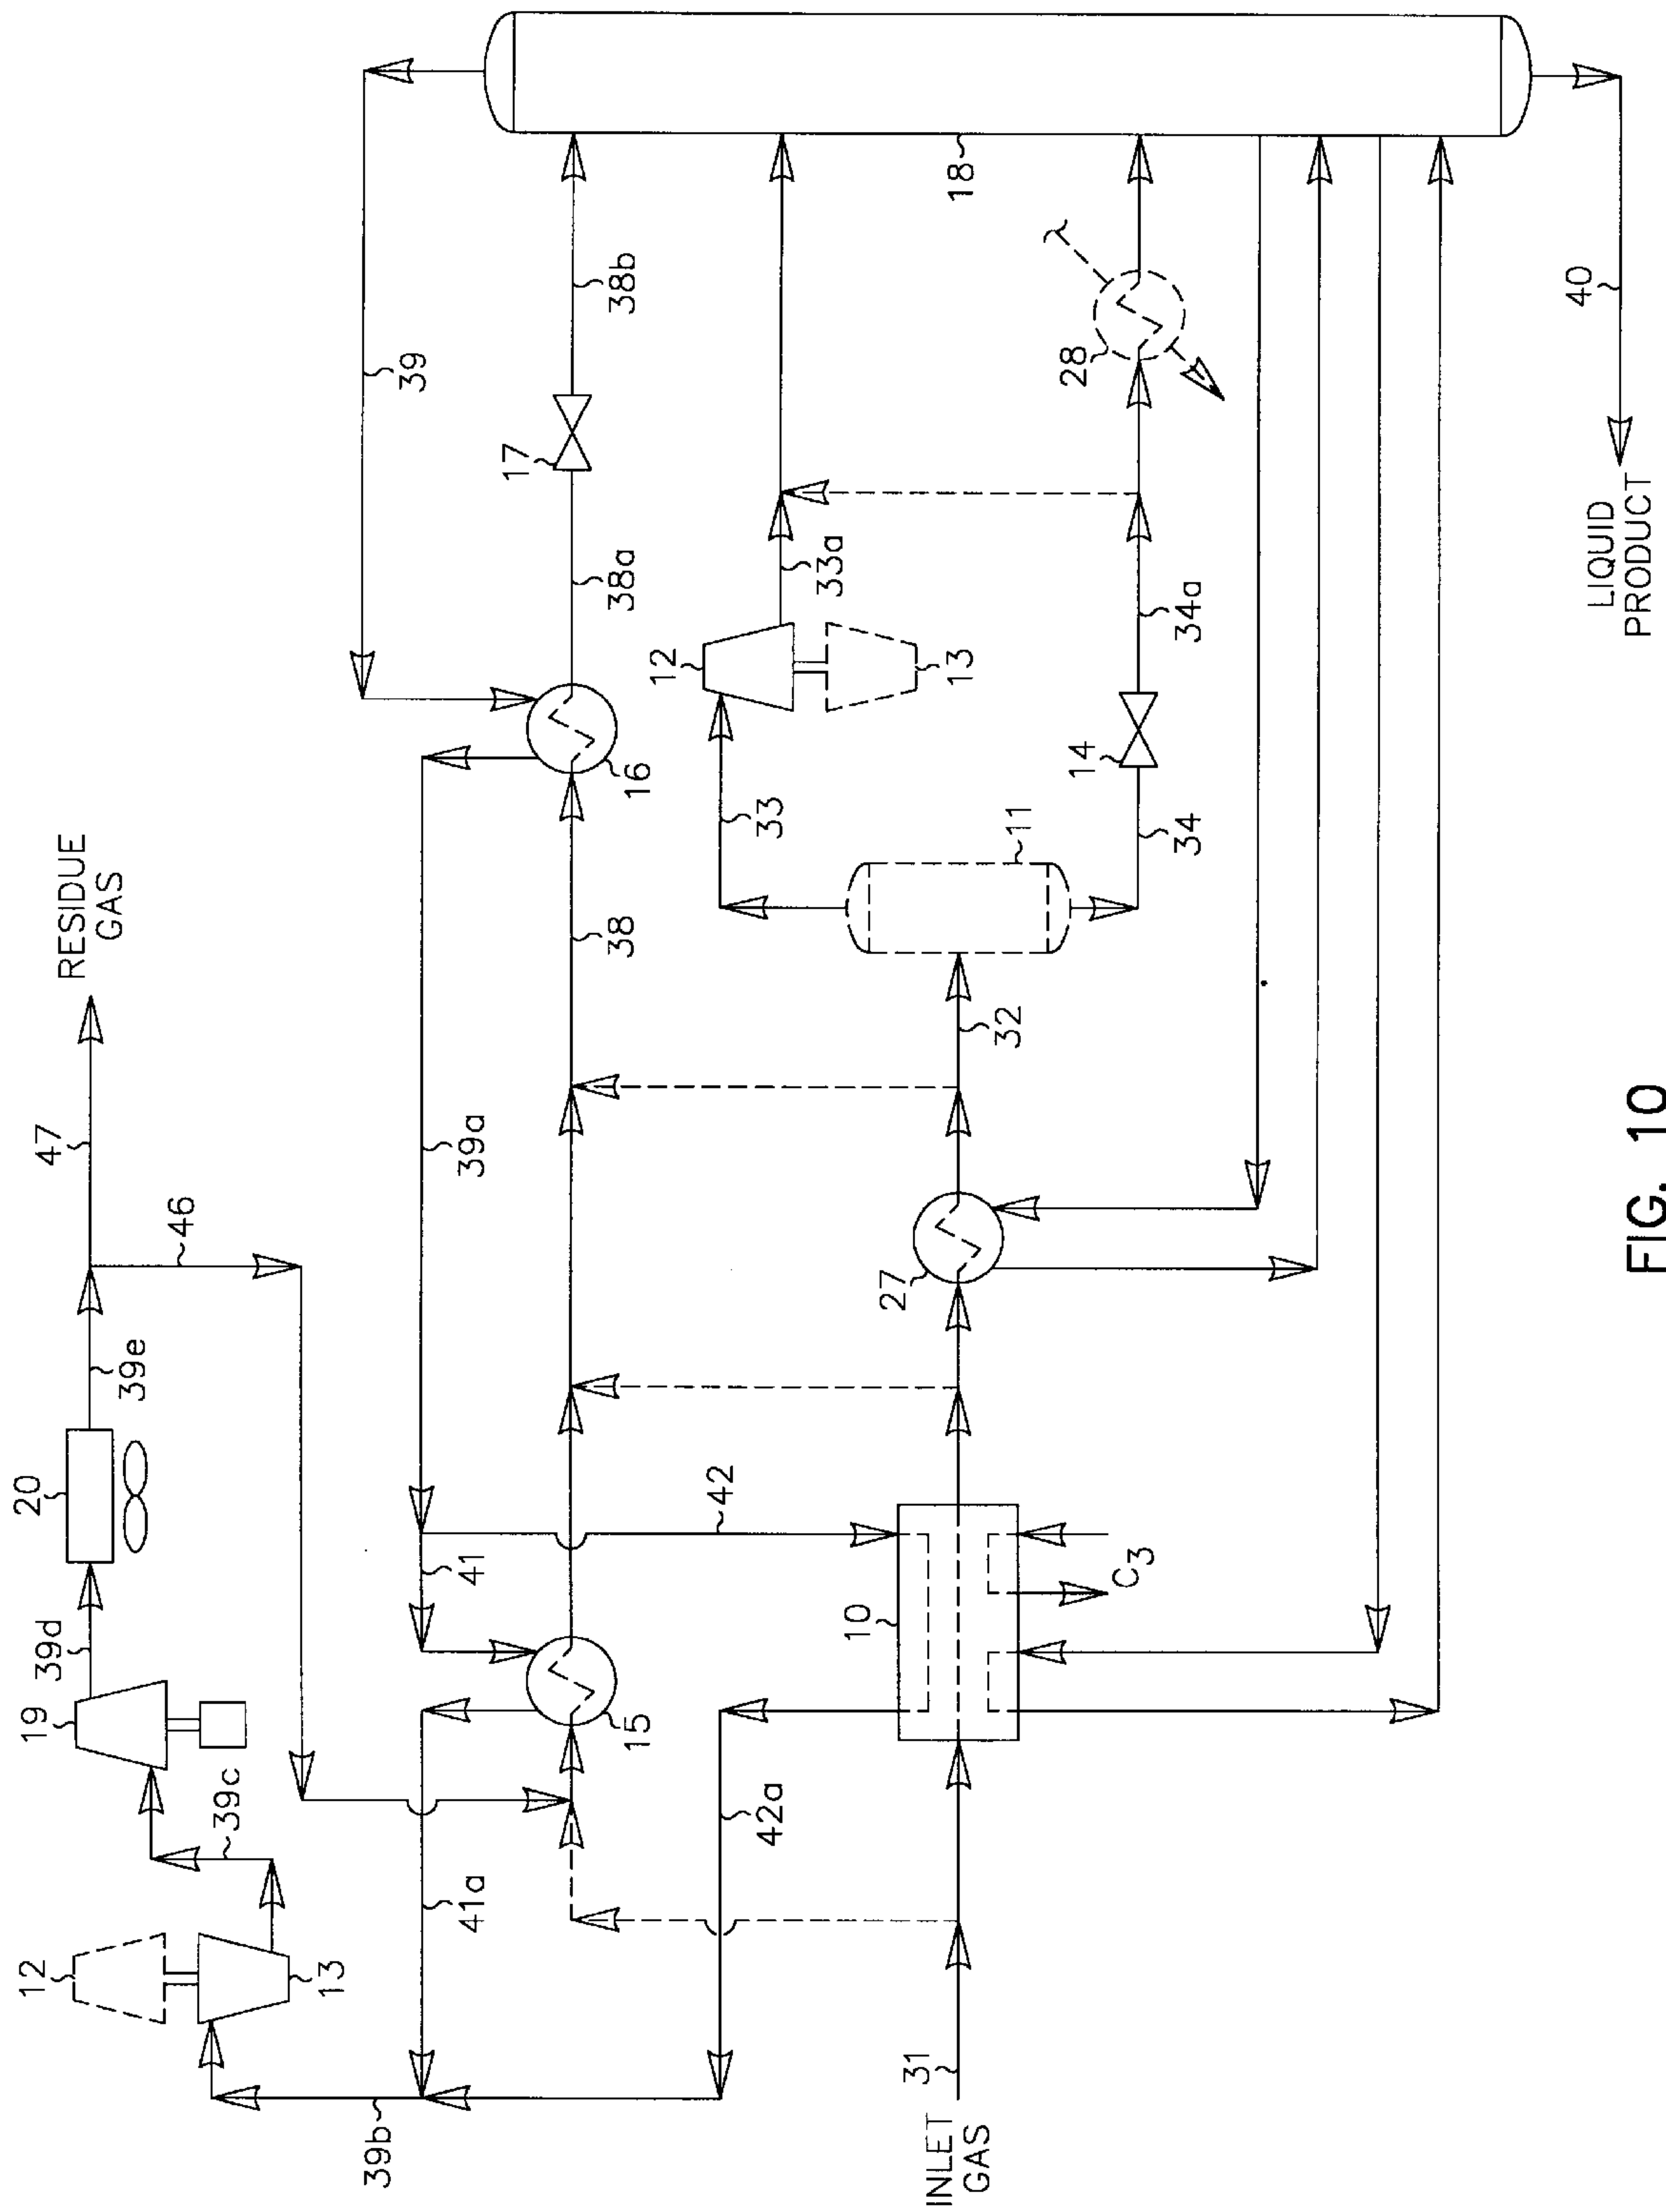 RESIDUE
GAS
12
13
39c
19
39d
20
39e
46
47
39b
41a
41
39a
39
15
42
42a
38
16
38a
17
38b
33
12
13
33a
INLET
GAS
31
10
C3
27
32
11
34
14
34a
28
18
40
LIQUID
PRODUCT
FIG. 10